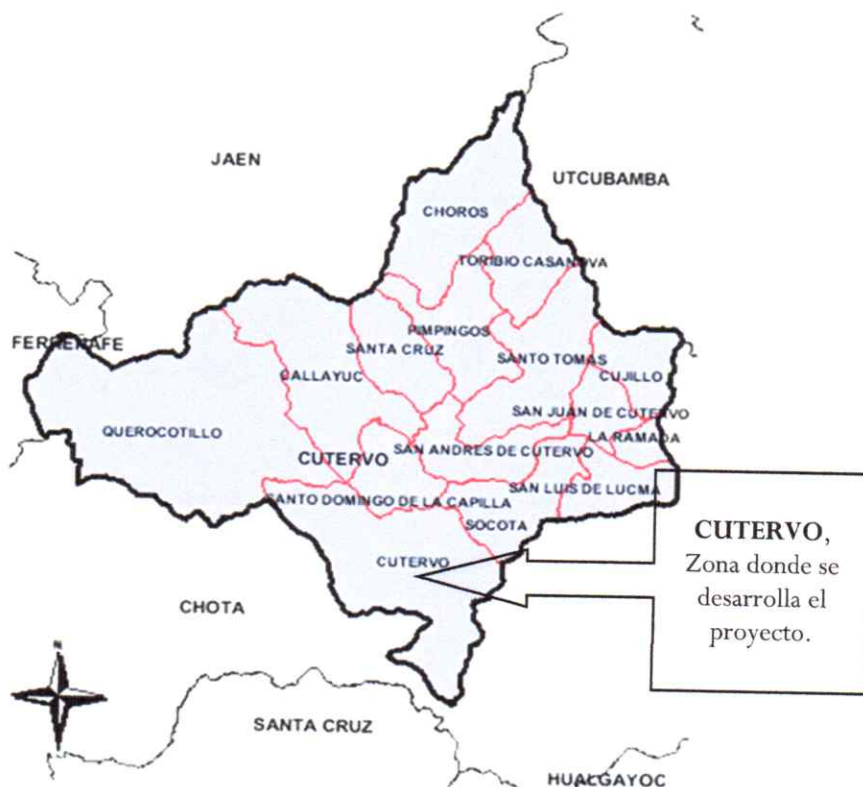 JAEN
UTCUBAMBA
CHOROS
TORIBIO CASANOVA
PIMPINGOS
FERREÑAFE
SANTA CRUZ
SANTO TOMAS
CALLAYUC
CUJILLO
SAN JUAN DE CUTERVO
QUEROCOTILLO
LA RAMADA
SAN ANDRES DE CUTERVO
CUTERVO
SAN LUIS DE LUCMA
SANTO DOMINGO DE LA CAPILLA
SOCOTA
CUTERVO,
Zona donde se
desarrolla el
proyecto.
CUTERVO
CHOTA
N
SANTA CRUZ
HUALGAYOC